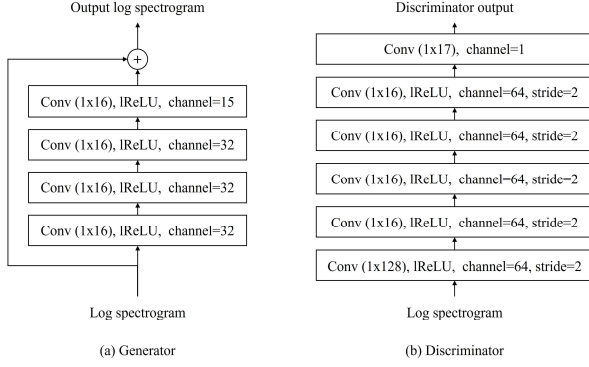 Output log spectrogram
+
Conv (1x16), lReLU, channel=15
Conv (1x16), lReLU, channel=32
Conv (1x16), lReLU, channel=32
Conv (1x16), lReLU, channel=32
Log spectrogram
(a) Generator
Discriminator output
Conv (1x17), channel=1
Conv (1x16), lReLU, channel=64, stride=2
Conv (1x16), lReLU, channel=64, stride=2
Conv (1x16), lReLU, channel=64, stride=2
Conv (1x16), lReLU, channel=64, stride=2
Conv (1x128), lReLU, channel=64, stride=2
Log spectrogram
(b) Discriminator